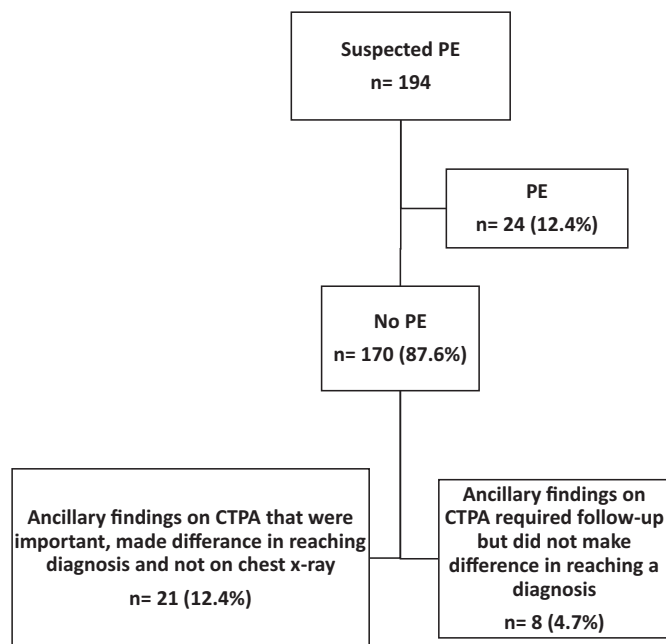 Suspected PE
n= 194
PE
n= 24 (12.4%)
No PE
n= 170 (87.6%)
Ancillary findings on CTPA that were
important, made differance in reaching
diagnosis and not on chest x-ray
n= 21 (12.4%)
Ancillary findings on
CTPA required follow-up
but did not make
difference in reaching a
diagnosis
n= 8 (4.7%)